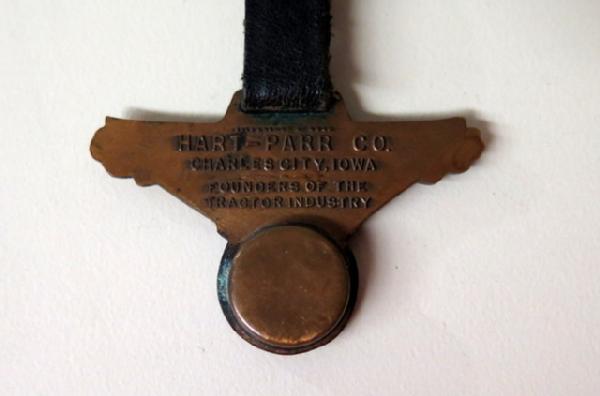 HART-PARR CO.
CHARLES CITY, IOWA
FOUNDERS OF THE
TRACTOR INDUSTRY